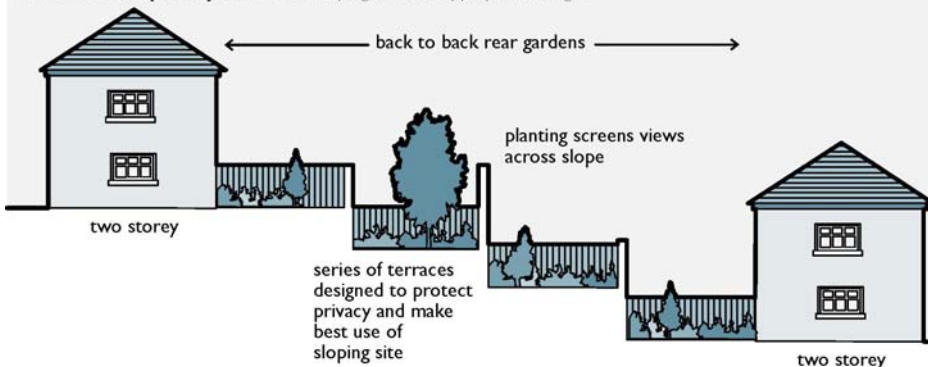 back to back rear gardens
planting screens views
across slope
two storey
series of terraces
designed to protect
privacy and make
best use of
sloping site
two storey